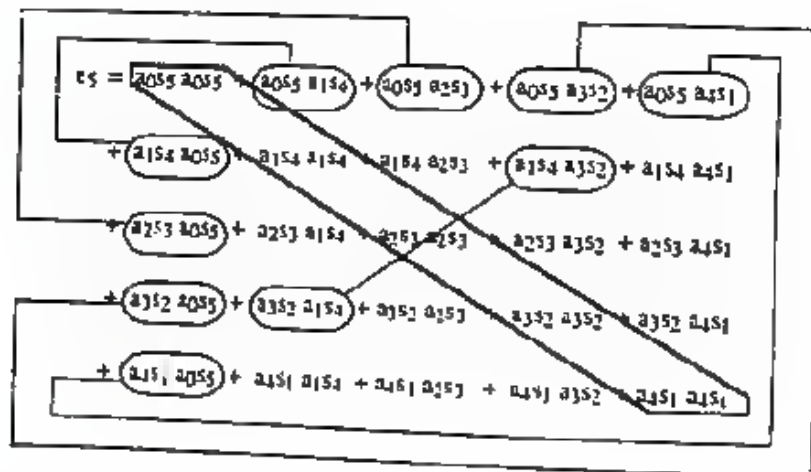 e5 = a0s5 a0s5 + a0s5 a1s4 + a0s5 a2s3 + a0s5 a3s2 + a0s5 a4s1
+ a1s4 a0s5 + a1s4 a1s4 + a1s4 a2s3 + a1s4 a3s2 + a1s4 a4s1
+ a2s3 a0s5 + a2s3 a1s4 + a2s3 a2s3 + a2s3 a3s2 + a2s3 a4s1
+ a3s2 a0s5 + a3s2 a1s4 + a3s2 a2s3 + a3s2 a3s2 + a3s2 a4s1
+ a4s1 a0s5 + a4s1 a1s4 + a4s1 a2s3 + a4s1 a3s2 + a4s1 a4s1